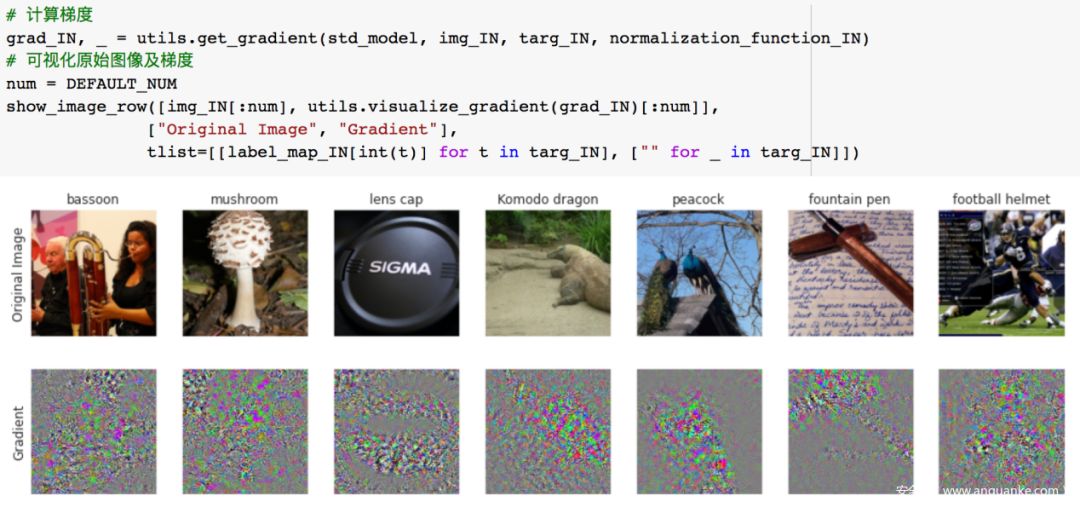 # 计算梯度
grad_IN, _ = utils.get_gradient(std_model, img_IN, targ_IN, normalization_function_IN)
# 可视化原始图像及梯度
num = DEFAULT_NUM
show_image_row([img_IN[:num], utils.visualize_gradient(grad_IN)[:num]],
["Original Image", "Gradient"],
tlist=[[label_map_IN[int(t)] for t in targ_IN], ["" for _ in targ_IN]])
bassoon mushroom lens cap Komodo dragon peacock fountain pen football helmet
Original Image
SIGMA
Gradient
www.anquanke.com